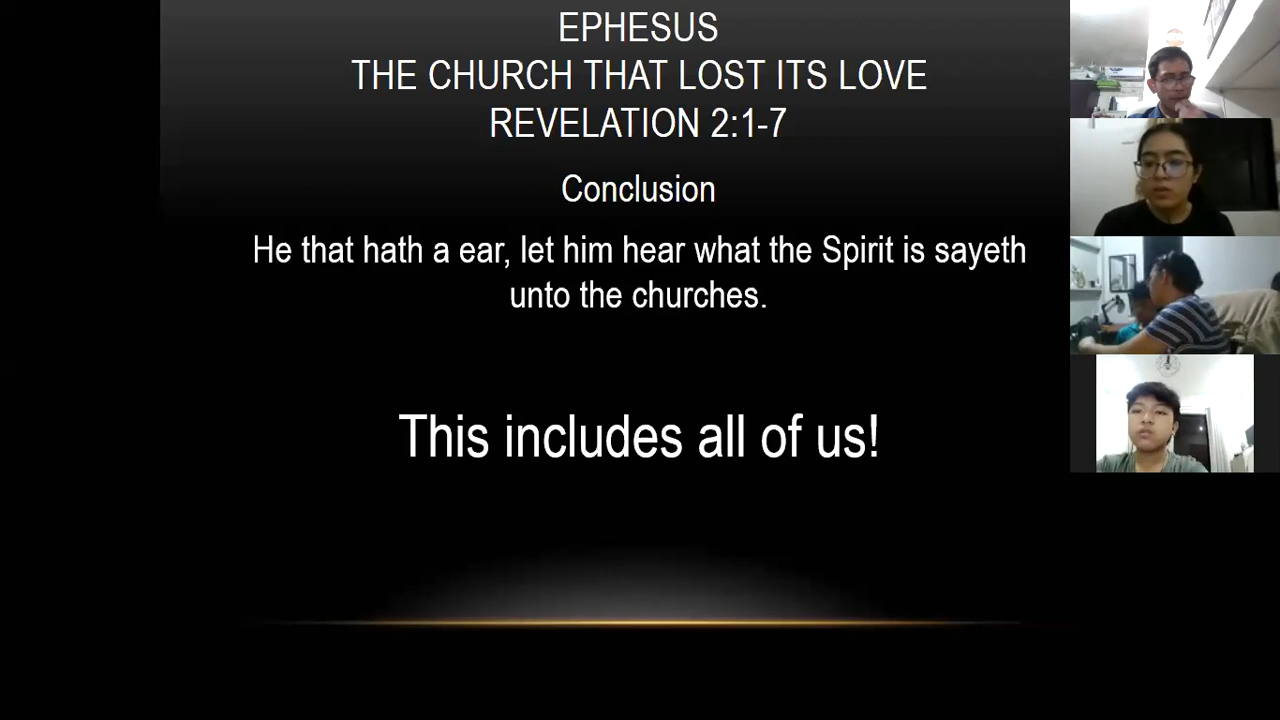 EPHESUS
THE CHURCH THAT LOST ITS LOVE
REVELATION 2:1-7
Conclusion
He that hath a ear, let him hear what the Spirit is sayeth
unto the churches.
This includes all of us!